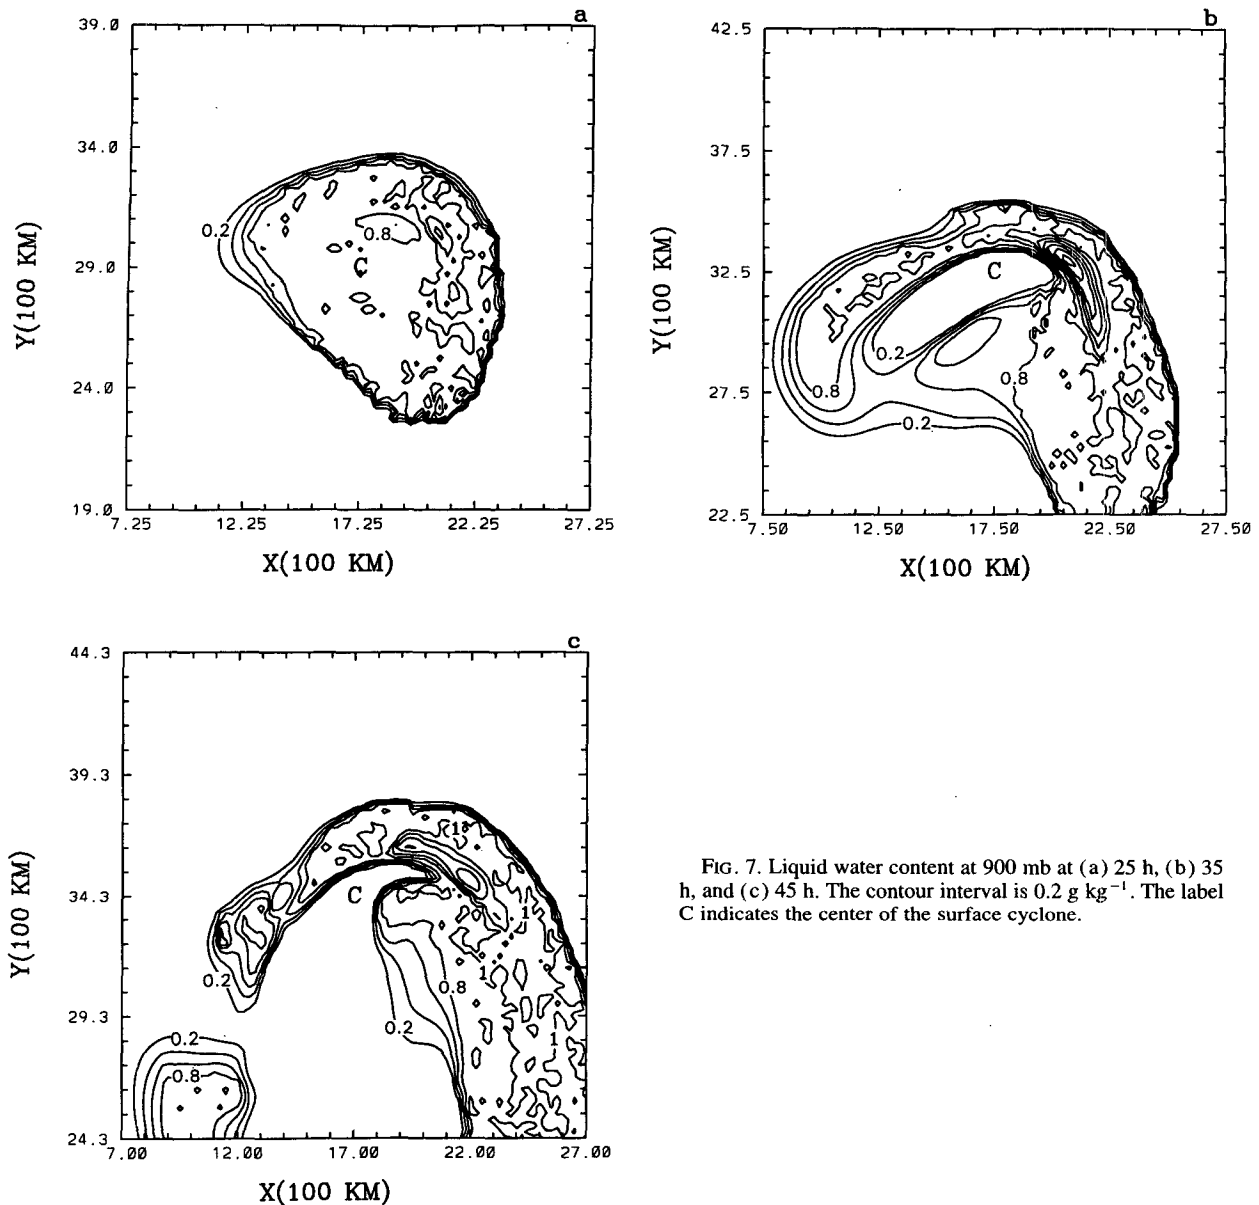 a
39.0
34.0
29.0
24.0
19.0
7.25 12.25 17.25 22.25 27.25
Y(100 KM)
X(100 KM)
0.2
0.8
C
b
42.5
37.5
32.5
27.5
22.5
7.50 12.50 17.50 22.50 27.50
Y(100 KM)
X(100 KM)
C
0.2
0.8
0.8
0.2
c
44.3
39.3
34.3
29.3
24.3
7.00 12.00 17.00 22.00 27.00
Y(100 KM)
X(100 KM)
1
C
1
0.2
1
0.8
0.2
1
0.2
0.8
FIG. 7. Liquid water content at 900 mb at (a) 25 h, (b) 35
h, and (c) 45 h. The contour interval is 0.2 g kg⁻¹. The label
C indicates the center of the surface cyclone.